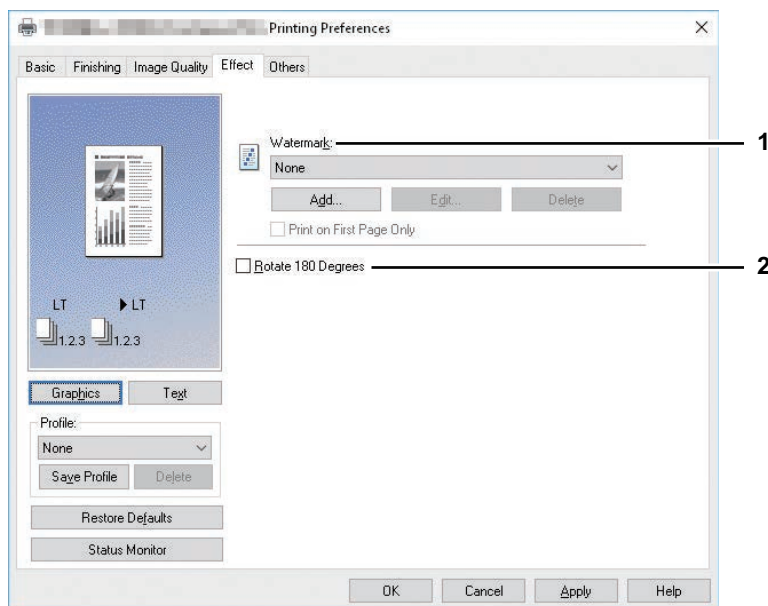 Printing Preferences
Basic Finishing Image Quality Effect Others
Watermark:
1
None
Add... Edit... Delete
Print on First Page Only
Rotate 180 Degrees
2
LT LT
1.2.3 1.2.3
Graphics Text
Profile:
None
Save Profile Delete
Restore Defaults
Status Monitor
OK Cancel Apply Help